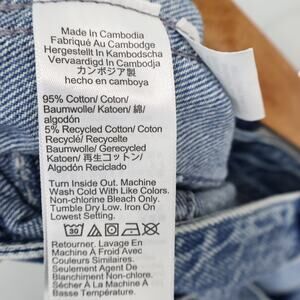 Made In Cambodia
Fabriqué Au Cambodge
Hergestellt In Kambodscha
Vervaardigd In Cambodja
カンボジア製
hecho en camboya
95% Cotton/ Coton/
Baumwolle/ Katoen/ 綿/
algodón
5% Recycled Cotton/ Coton
Recyclé/ Recycelte
Baumwolle/ Gerecycled
Katoen/ 再生コットン/
Algodón Reciclado
Turn Inside Out. Machine
Wash Cold With Like Colors.
Non-chlorine Bleach Only.
Tumble Dry Low. Iron On
Lowest Setting.
30
Retourner. Lavage En
Machine À Froid Avec
Couleurs Similaires.
Seulement Agent De
Blanchiment Non-chlore.
Séchage À La Machine À
Basse Température. Fer